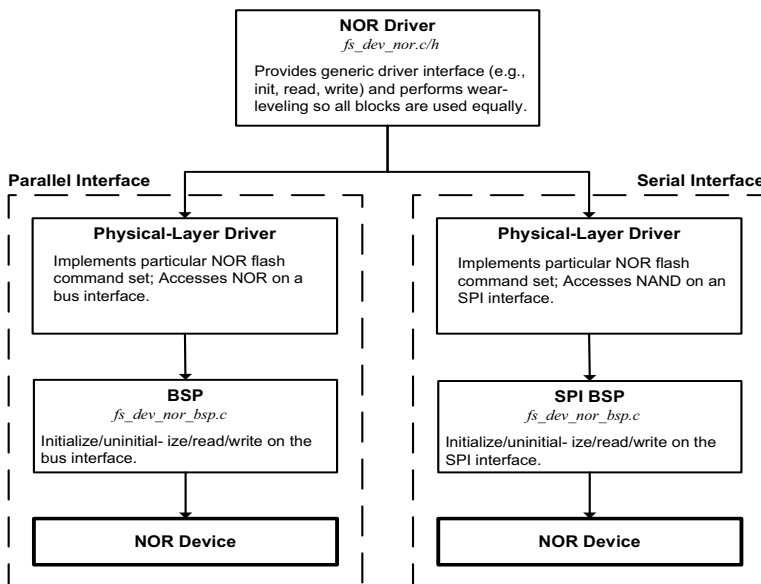 NOR Driver
fs_dev_nor.c/h
Provides generic driver interface (e.g.,
init, read, write) and performs wear-
leveling so all blocks are used equally.
Parallel Interface
Serial Interface
Physical-Layer Driver
Implements particular NOR flash
command set; Accesses NOR on a
bus interface.
Physical-Layer Driver
Implements particular NOR flash
command set; Accesses NAND on an
SPI interface.
BSP
fs_dev_nor_bsp.c
Initialize/uninitial- ize/read/write on the
bus interface.
SPI BSP
fs_dev_nor_bsp.c
Initialize/uninitial- ize/read/write on the
SPI interface.
NOR Device
NOR Device